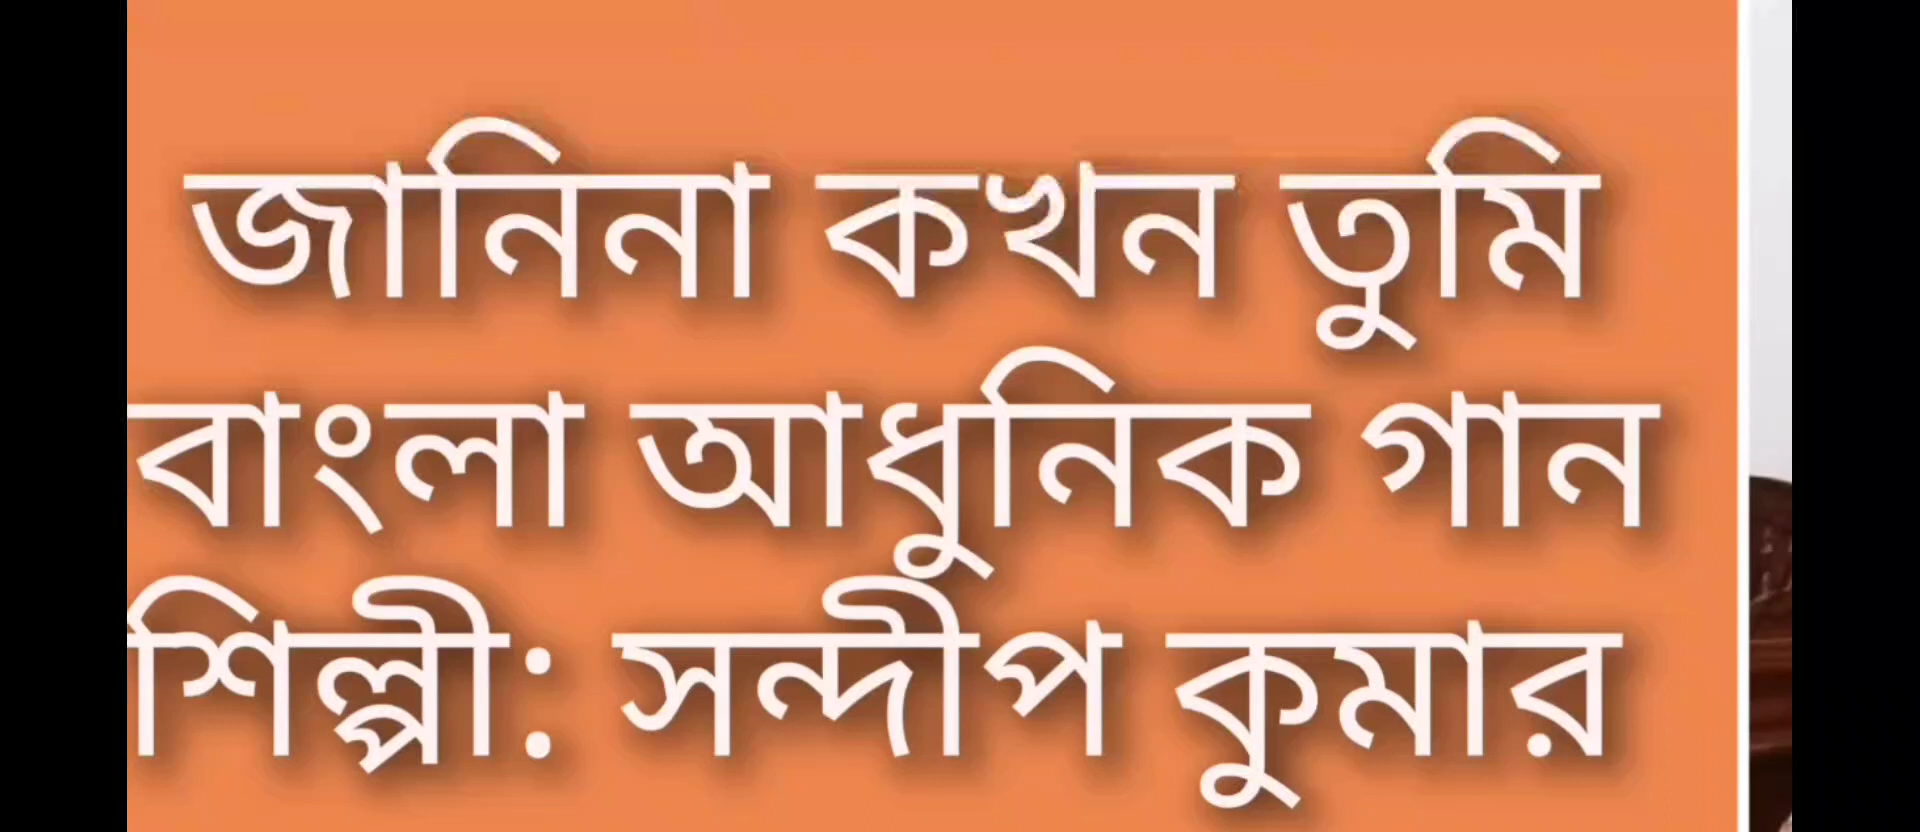 জানিনা কখন তুমি
বাংলা আধুনিক গান
শিল্পী: সন্দীপ কুমার